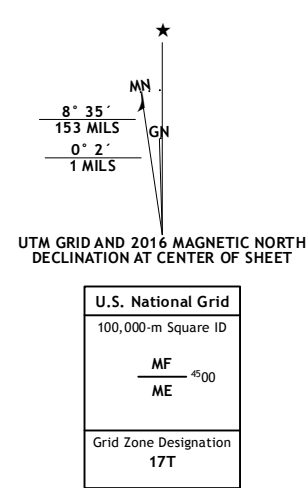 MN
8° 35´
153 MILS
GN
0° 2´
1 MILS
UTM GRID AND 2016 MAGNETIC NORTH
DECLINATION AT CENTER OF SHEET
U.S. National Grid
100,000-m Square ID
MF
4500
ME
Grid Zone Designation
17T